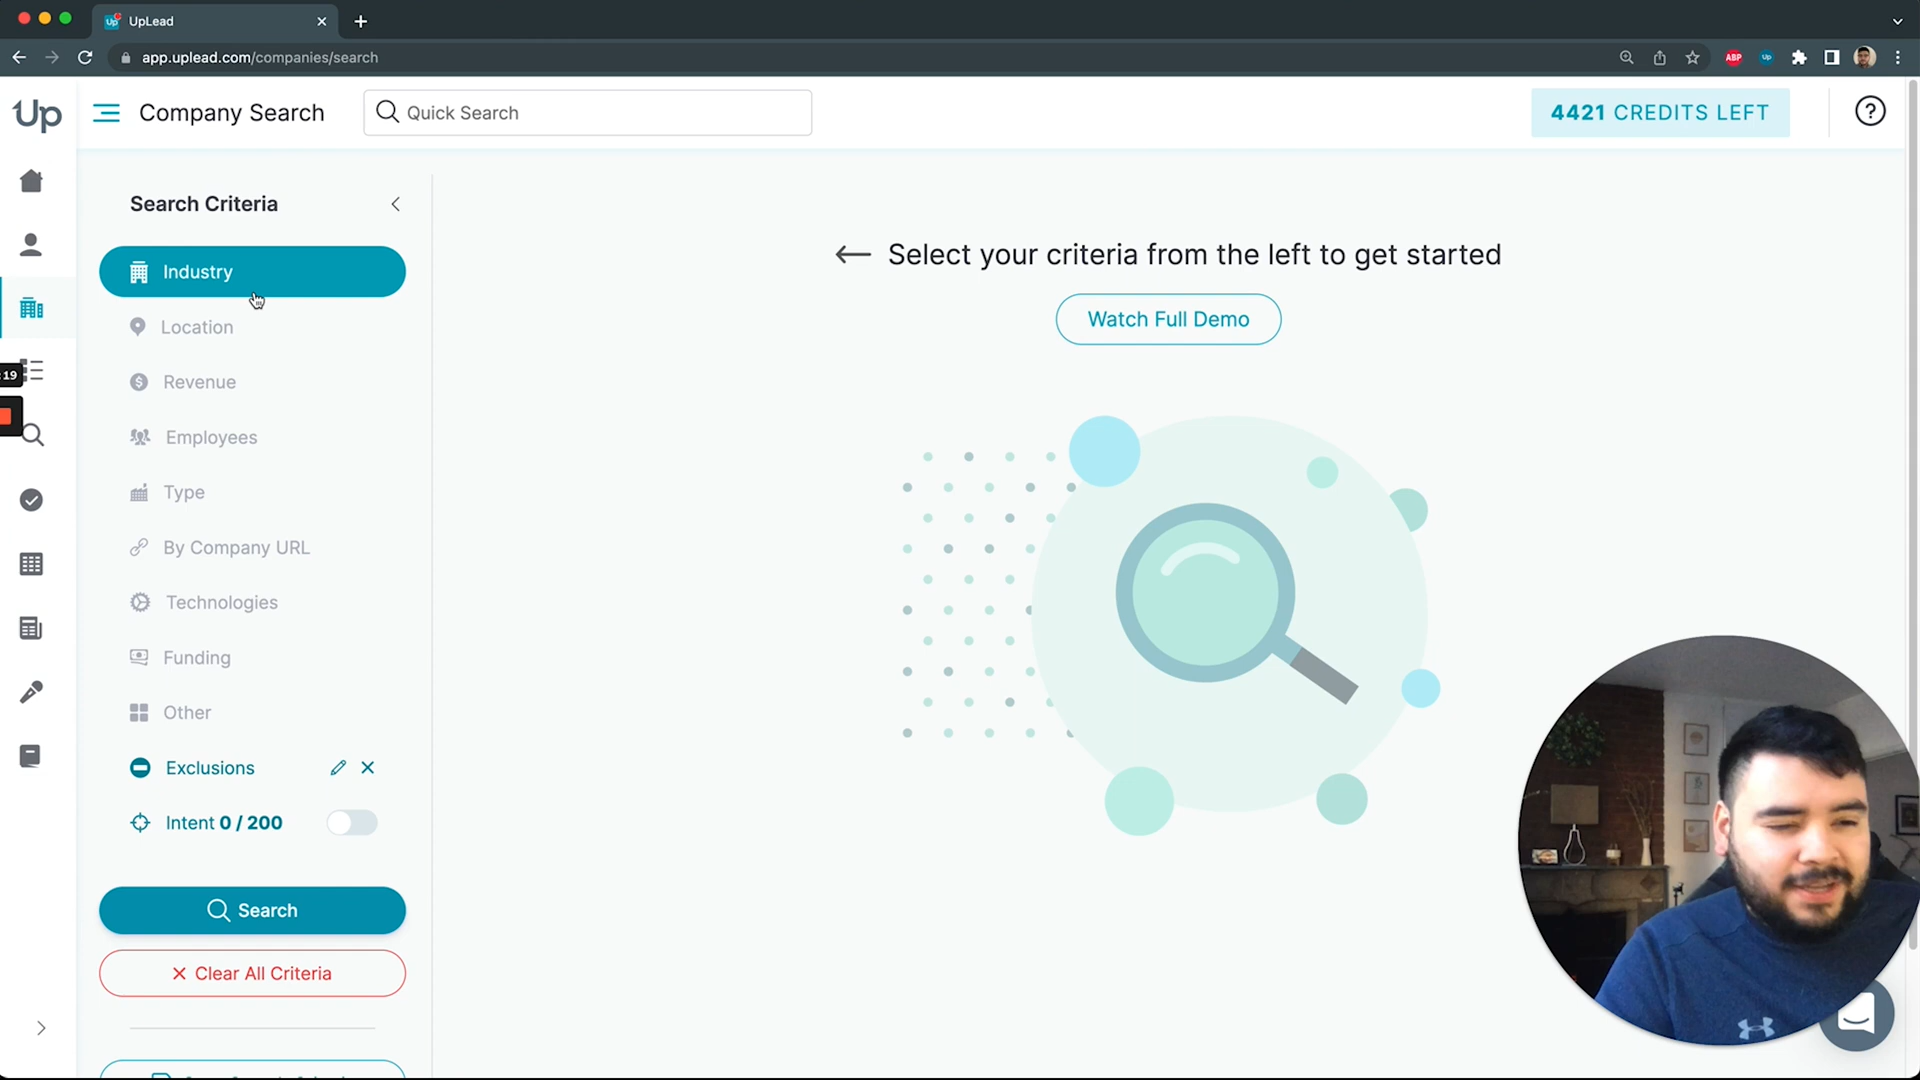 UpLead
app.uplead.com/companies/search
ABP
Up
Up
Company Search
Quick Search
4421 CREDITS LEFT
Search Criteria
Industry
Location
Revenue
Employees
Type
By Company URL
Technologies
Funding
Other
Exclusions
Intent 0 / 200
Search
Clear All Criteria
:19
Select your criteria from the left to get started
Watch Full Demo